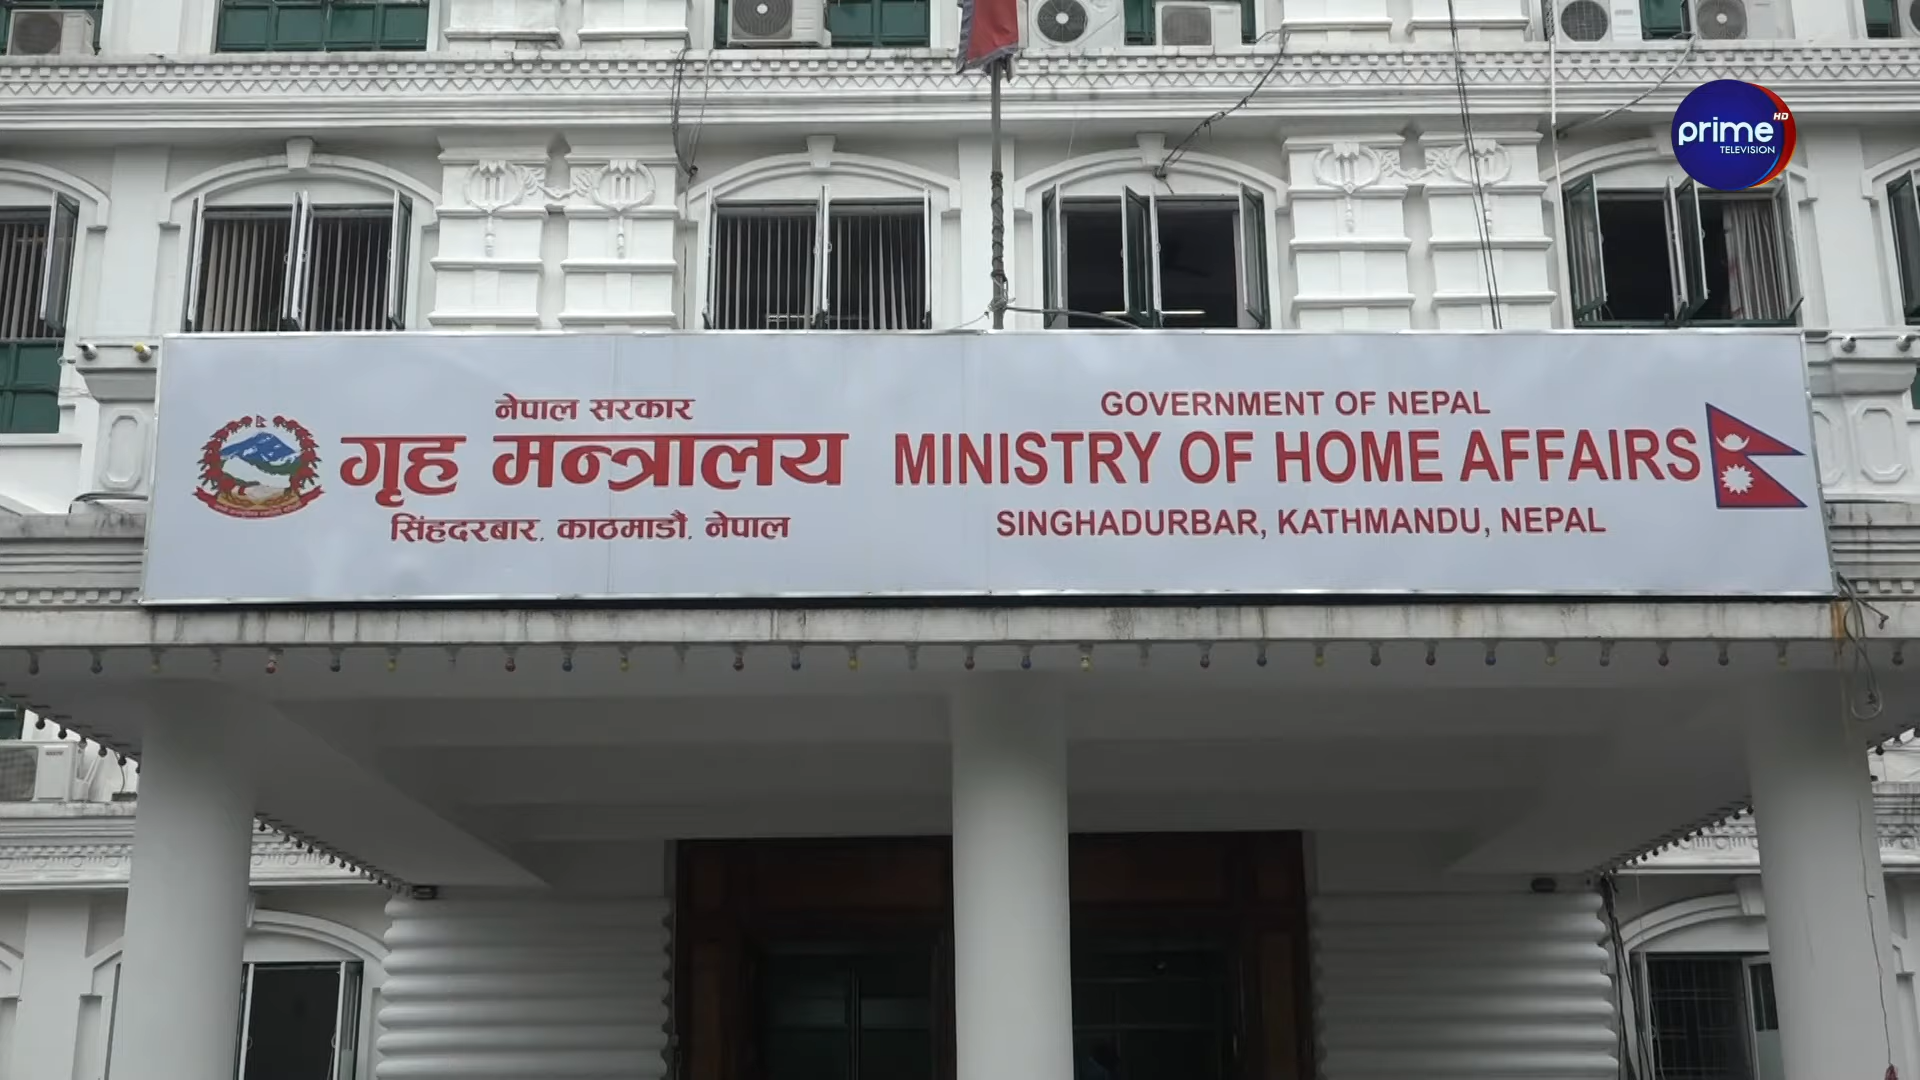 prime HD
TELEVISION
नेपाल सरकार
गृह मन्त्रालय
सिंहदरबार, काठमाडौं, नेपाल
GOVERNMENT OF NEPAL
MINISTRY OF HOME AFFAIRS
SINGHADURBAR, KATHMANDU, NEPAL